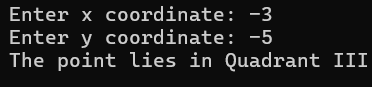 Enter x coordinate: -3
Enter y coordinate: -5
The point lies in Quadrant III